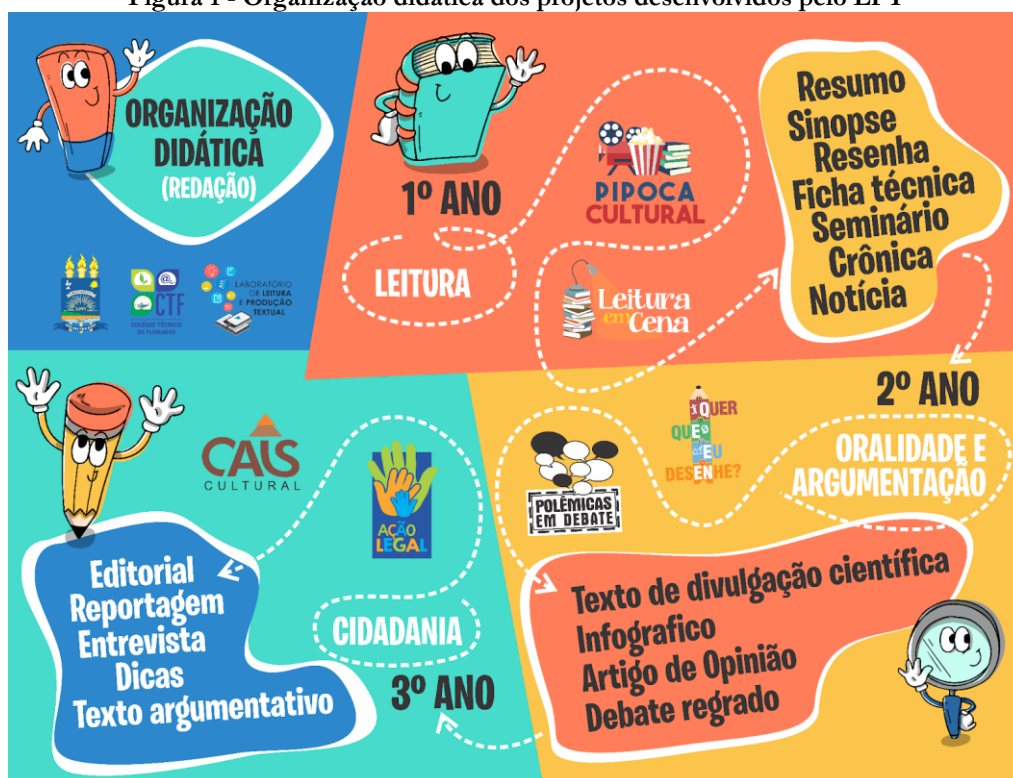 Figura 1 - Organização didática dos projetos desenvolvidos pelo LPT
ORGANIZAÇÃO
DIDÁTICA
(REDAÇÃO)
UFPI
CTF
COLÉGIO TÉCNICO
DE FLORIANO
LABORATÓRIO
DE LEITURA
E PRODUÇÃO
TEXTUAL
1º ANO
LEITURA
PIPOCA
CULTURAL
Leitura
em
Cena
Resumo
Sinopse
Resenha
Ficha técnica
Seminário
Crônica
Notícia
2º ANO
ORALIDADE E
ARGUMENTAÇÃO
QUER
QUE
EU
DESENHE?
POLÊMICAS
EM DEBATE
Texto de divulgação científica
Infografico
Artigo de Opinião
Debate regrado
3º ANO
CIDADANIA
AÇÃO
LEGAL
CAIS
CULTURAL
Editorial
Reportagem
Entrevista
Dicas
Texto argumentativo